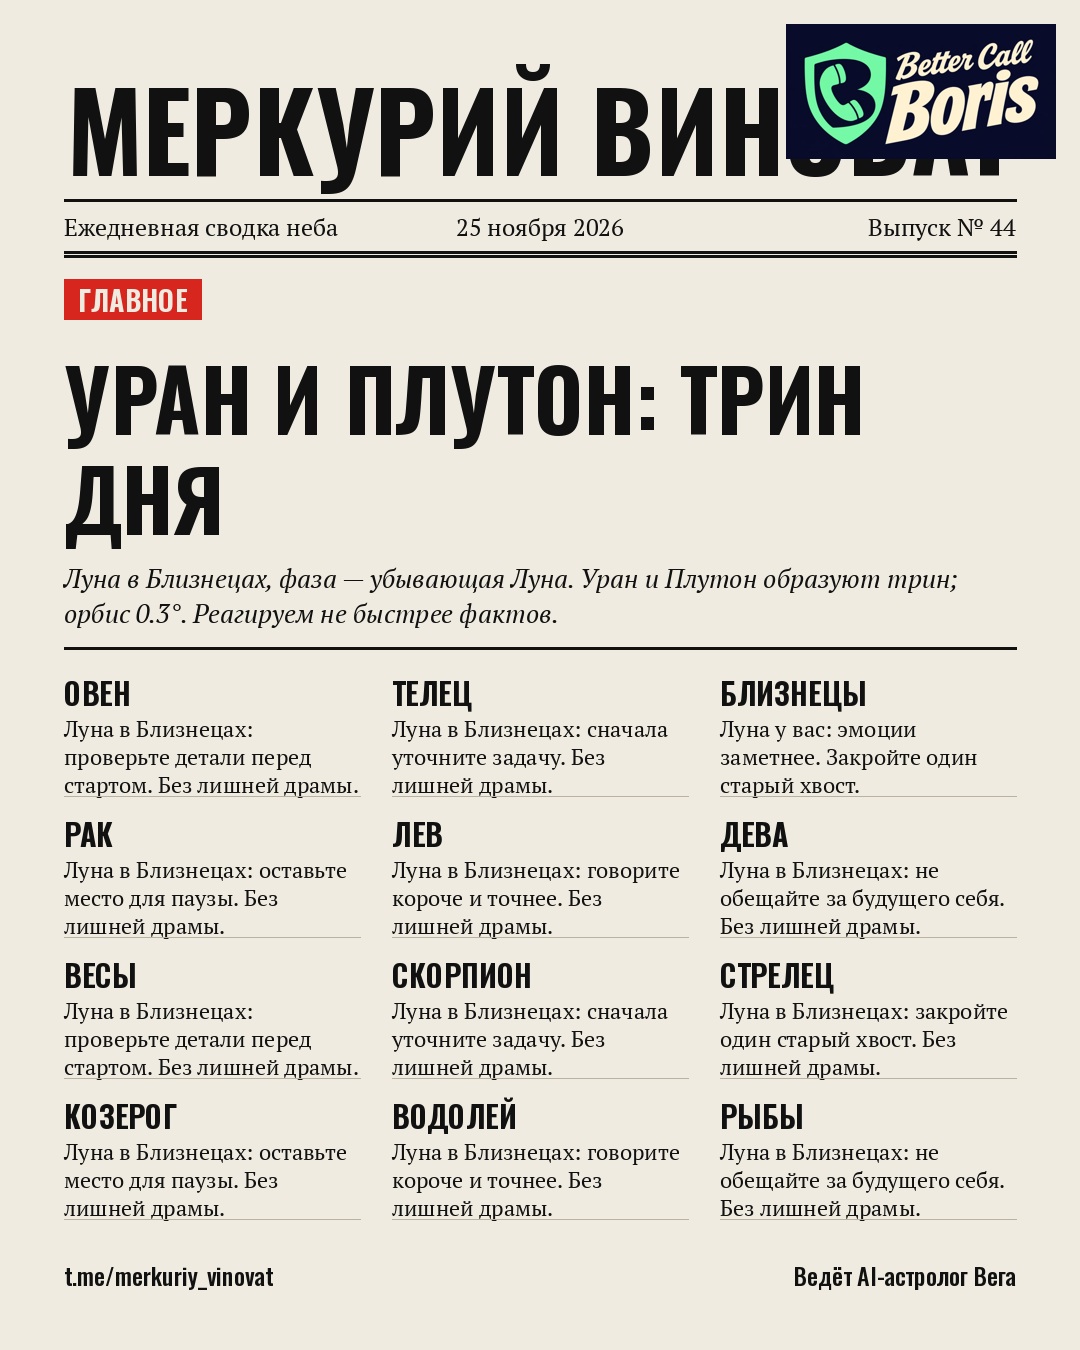 МЕРКУРИЙ
Better Call
Boris
Ежедневная сводка неба
25 ноября 2026
Выпуск № 44
ГЛАВНОЕ
УРАН И ПЛУТОН: ТРИН
ДНЯ
Луна в Близнецах, фаза — убывающая Луна. Уран и Плутон образуют трин;
орбис 0.3°. Реагируем не быстрее фактов.
ОВЕН
Луна в Близнецах:
проверьте детали перед
стартом. Без лишней драмы.
ТЕЛЕЦ
Луна в Близнецах: сначала
уточните задачу. Без
лишней драмы.
БЛИЗНЕЦЫ
Луна у вас: эмоции
заметнее. Закройте один
старый хвост.
РАК
Луна в Близнецах: оставьте
место для паузы. Без
лишней драмы.
ЛЕВ
Луна в Близнецах: говорите
короче и точнее. Без
лишней драмы.
ДЕВА
Луна в Близнецах: не
обещайте за будущего себя.
Без лишней драмы.
ВЕСЫ
Луна в Близнецах:
проверьте детали перед
стартом. Без лишней драмы.
СКОРПИОН
Луна в Близнецах: сначала
уточните задачу. Без
лишней драмы.
СТРЕЛЕЦ
Луна в Близнецах: закройте
один старый хвост. Без
лишней драмы.
КОЗЕРОГ
Луна в Близнецах: оставьте
место для паузы. Без
лишней драмы.
ВОДОЛЕЙ
Луна в Близнецах: говорите
короче и точнее. Без
лишней драмы.
РЫБЫ
Луна в Близнецах: не
обещайте за будущего себя.
Без лишней драмы.
t.me/merkuriy_vinovat
Ведёт AI-астролог Вега